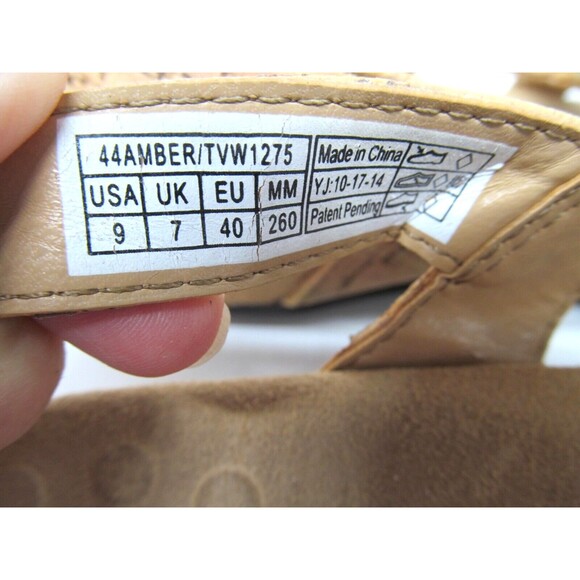 44AMBER/TVW1275
USA UK EU MM
9 7 40 260
Made in China
YJ:10-17-14
Patent Pending